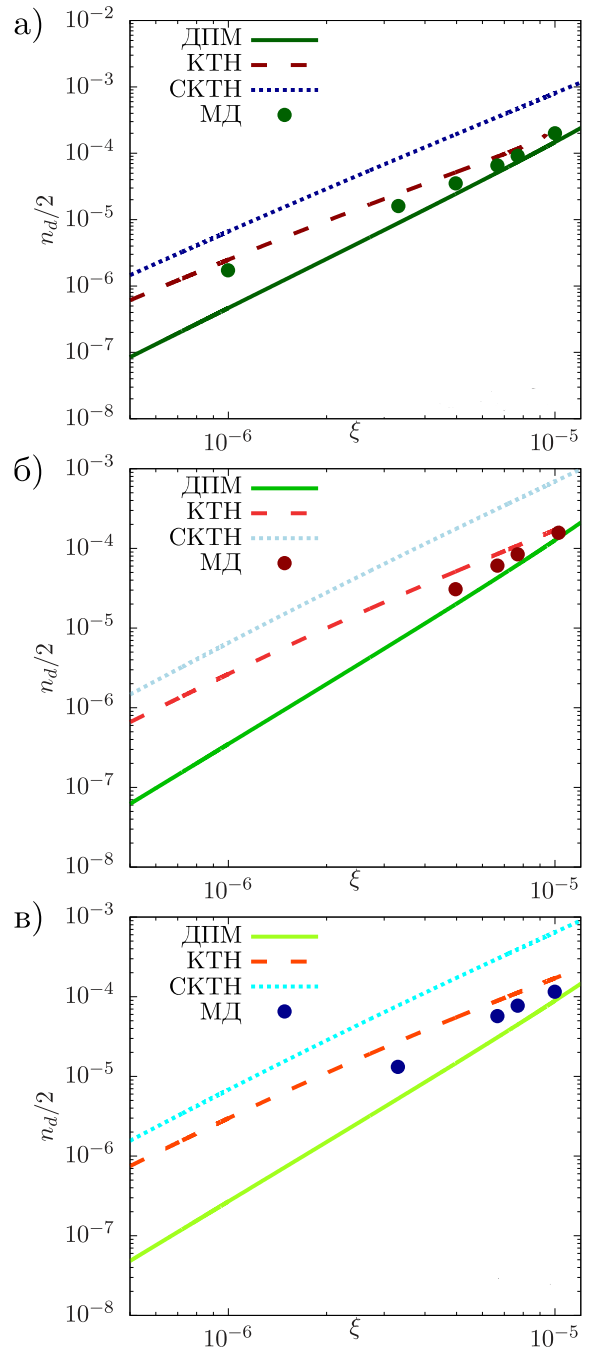 а)
10⁻²
10⁻³
10⁻⁴
10⁻⁵
10⁻⁶
10⁻⁷
10⁻⁸
n_d/2
ДПМ
КТН
СКТН
МД
10⁻⁶
ξ
10⁻⁵
б)
10⁻³
10⁻⁴
10⁻⁵
10⁻⁶
10⁻⁷
10⁻⁸
n_d/2
ДПМ
КТН
СКТН
МД
10⁻⁶
ξ
10⁻⁵
в)
10⁻³
10⁻⁴
10⁻⁵
10⁻⁶
10⁻⁷
10⁻⁸
n_d/2
ДПМ
КТН
СКТН
МД
10⁻⁶
ξ
10⁻⁵